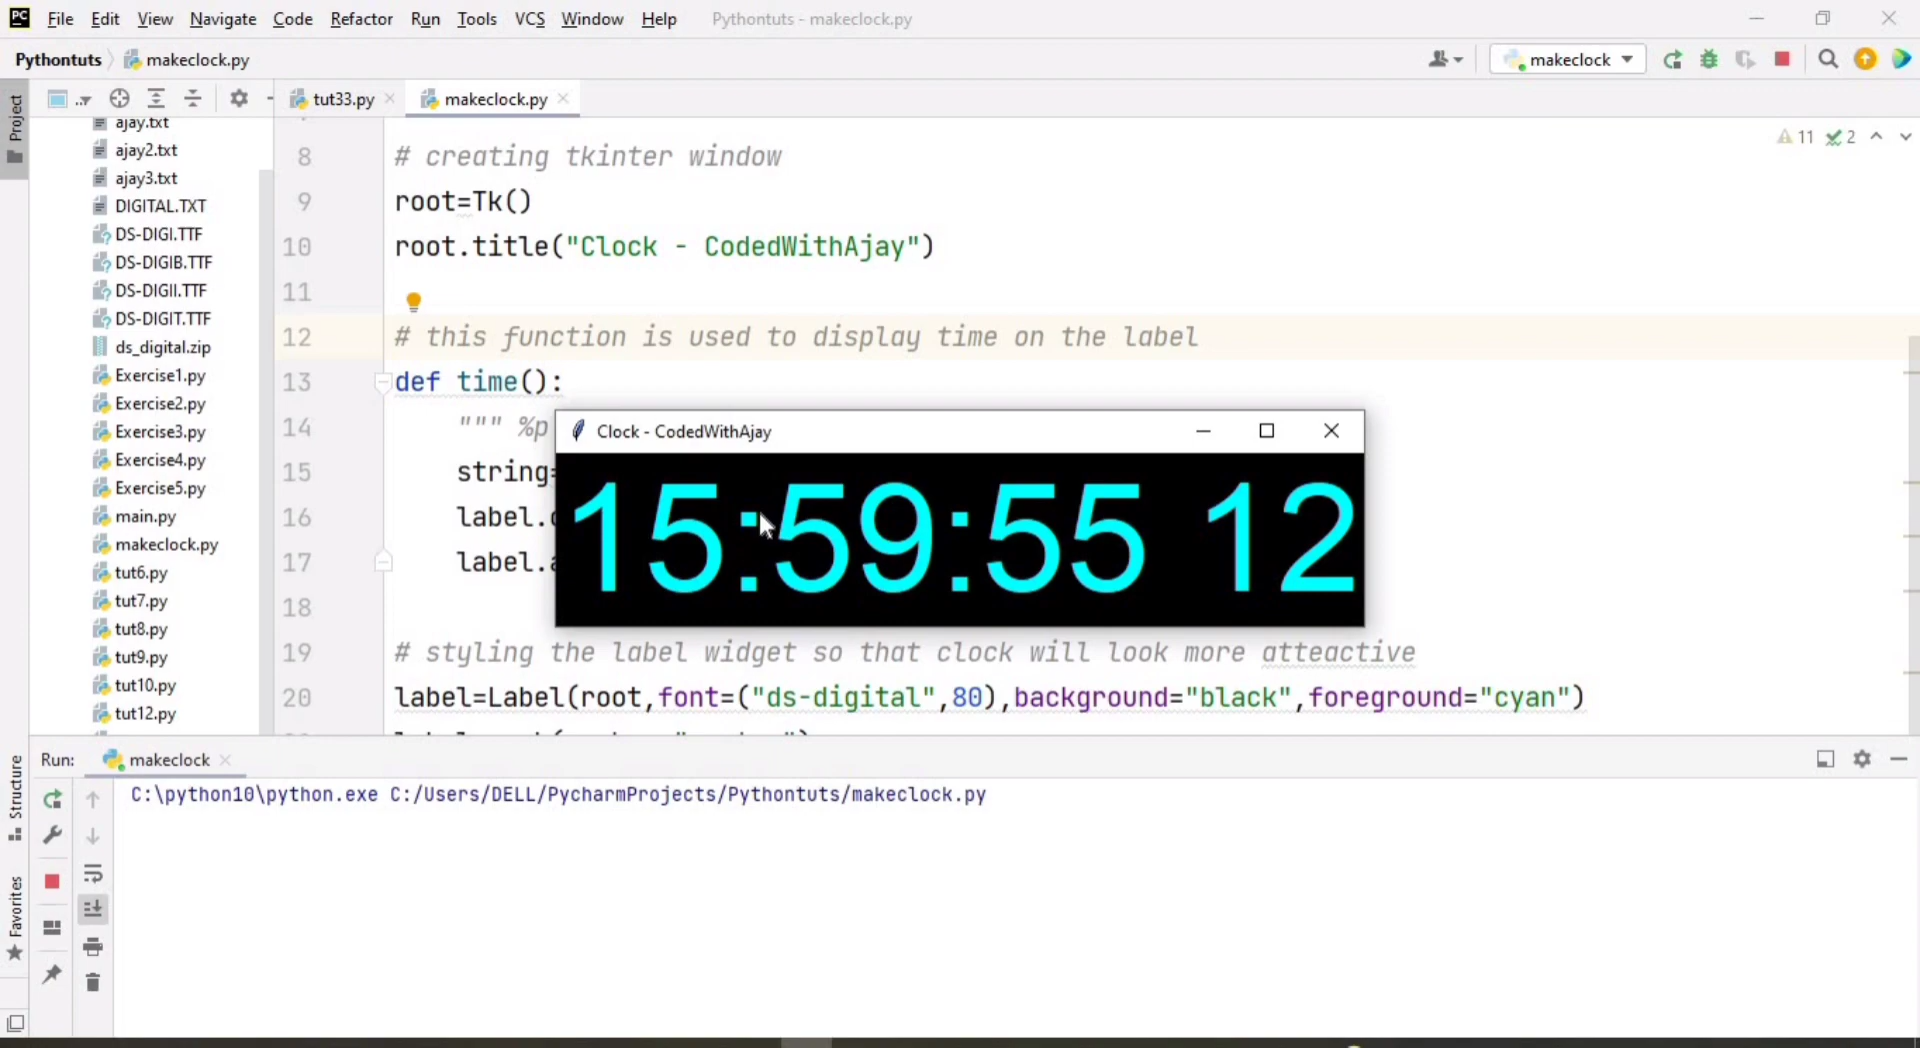 File Edit View Navigate Code Refactor Run Tools VCS Window Help Pythontuts - makeclock.py
Pythontuts makeclock.py makeclock
Project
tut33.py makeclock.py
11 2
ajay.txt
ajay2.txt
ajay3.txt
DIGITAL.TXT
DS-DIGI.TTF
DS-DIGIB.TTF
DS-DIGII.TTF
DS-DIGIT.TTF
ds_digital.zip
Exercise1.py
Exercise2.py
Exercise3.py
Exercise4.py
Exercise5.py
main.py
makeclock.py
tut6.py
tut7.py
tut8.py
tut9.py
tut10.py
tut12.py
8 # creating tkinter window
9 root=Tk()
10 root.title("Clock - CodedWithAjay")
11
12 # this function is used to display time on the label
13 def time():
14 """ %p
15 string=
16 label.
17 label.a
18
19 # styling the label widget so that clock will look more atteactive
20 label=Label(root,font=("ds-digital",80),background="black",foreground="cyan")
Clock - CodedWithAjay
15:59:55 12
Run: makeclock
C:\python10\python.exe C:/Users/DELL/PycharmProjects/Pythontuts/makeclock.py
Structure
Favorites